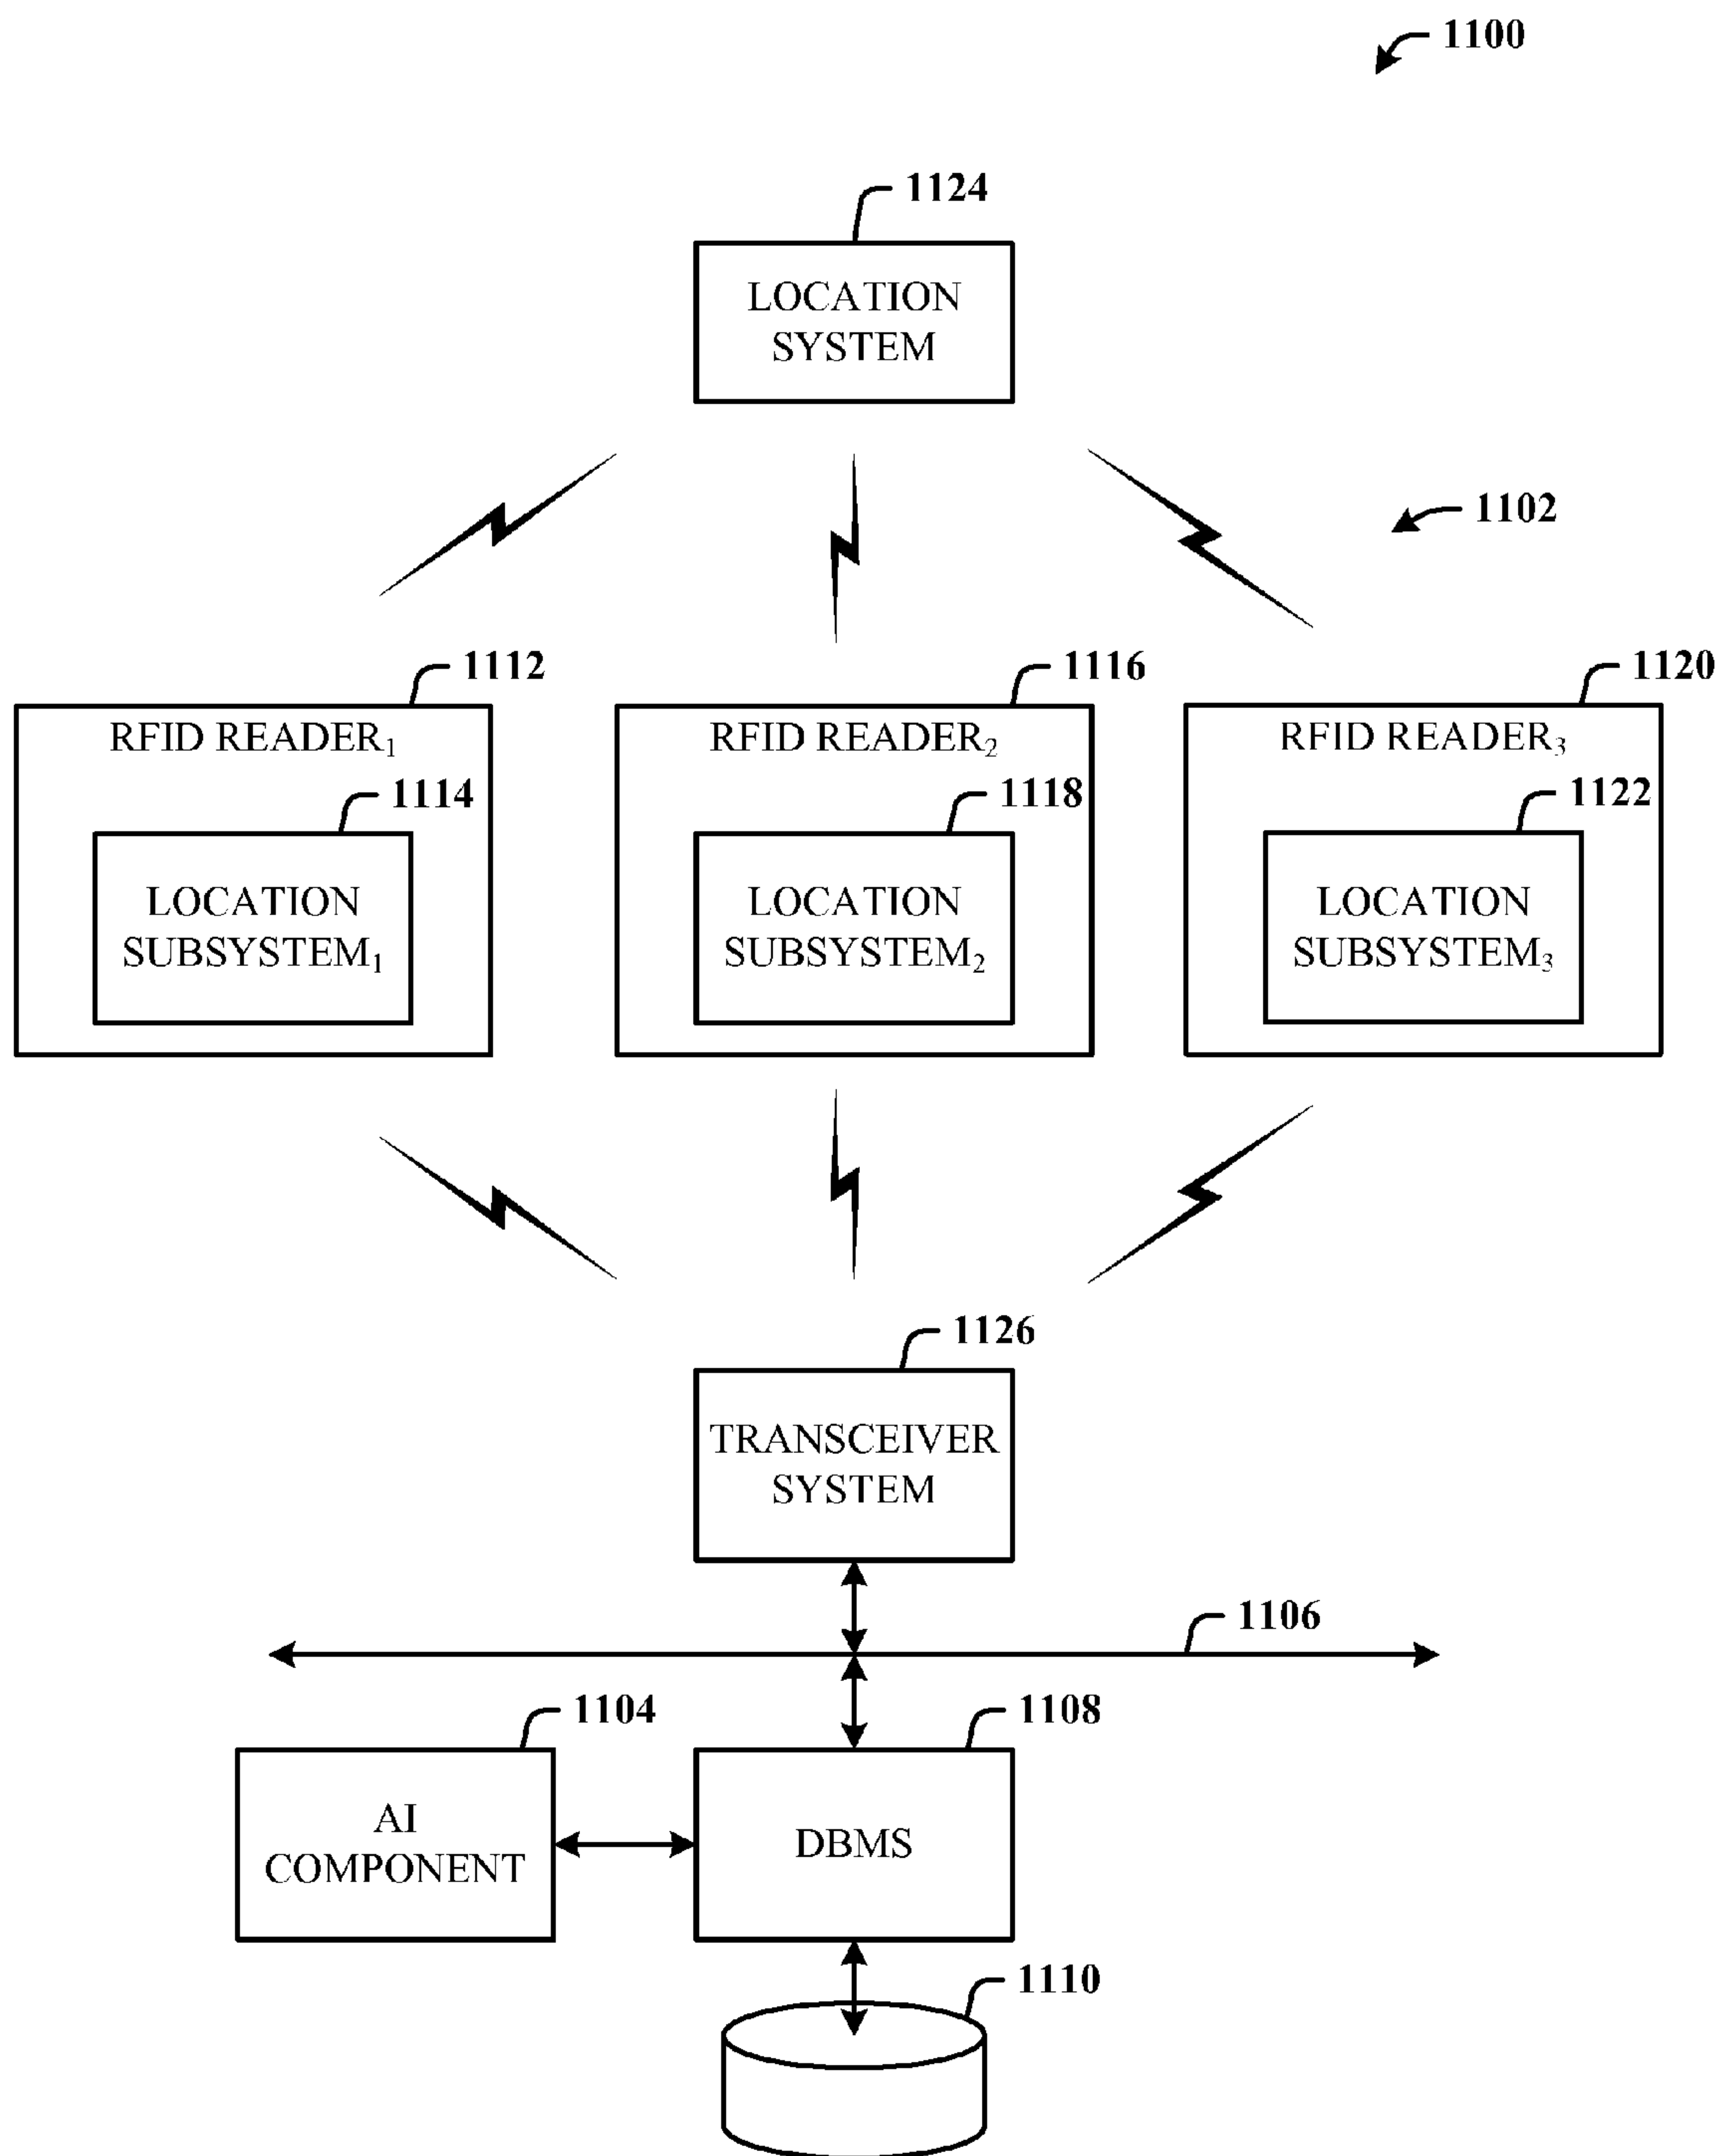 1100
1124
LOCATION
SYSTEM
1102
1112
1116
1120
RFID READER₁
RFID READER₂
RFID READER₃
1114
1118
1122
LOCATION
SUBSYSTEM₁
LOCATION
SUBSYSTEM₂
LOCATION
SUBSYSTEM₃
1126
TRANSCEIVER
SYSTEM
1106
1104
1108
AI
COMPONENT
DBMS
1110